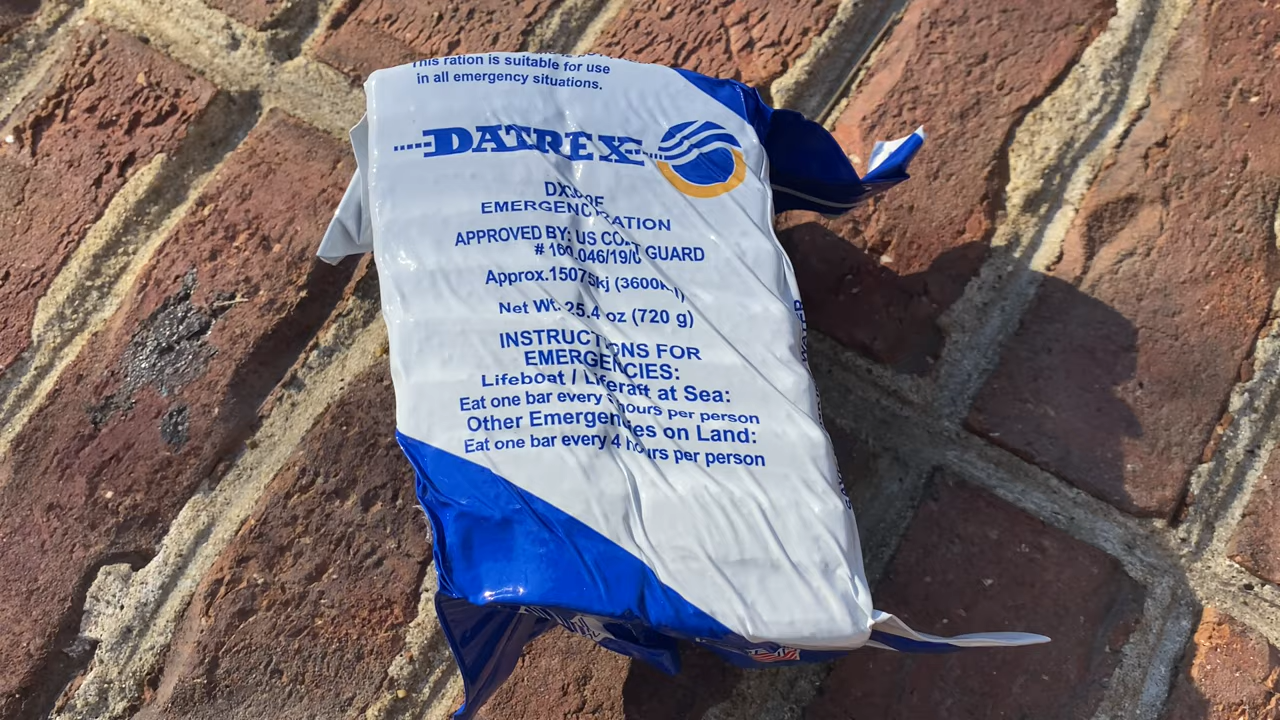 This ration is suitable for use
in all emergency situations.
DATREX
EMERGENCY RATION
APPROVED BY: US COAST GUARD
Approx.15075kj
Net Wt. 25.4 oz (720 g)
INSTRUCTIONS FOR
EMERGENCIES:
Lifeboat / Liferaft at Sea:
Eat one bar every hours per person
Other Emergencies on Land:
Eat one bar every 4 hours per person
WATER